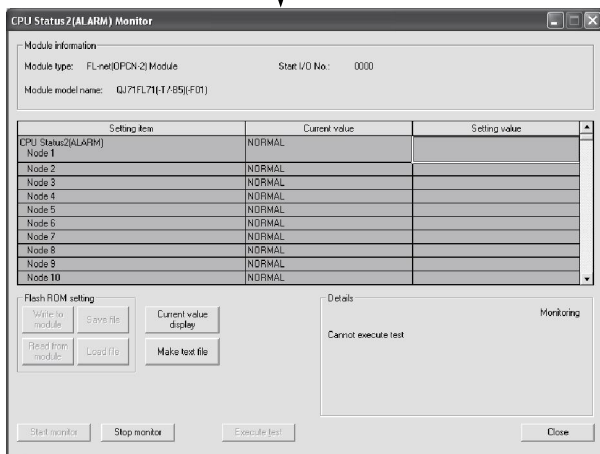 CPU Status2(ALARM) Monitor
Module information
Module type: FL-net(OPCN-2) Module Start I/O No.: 0000
Module model name: QJ71FL71(-T/-B5)(-F01)
Setting item Current value Setting value
CPU Status2(ALARM) NORMAL
Node 1
Node 2 NORMAL
Node 3 NORMAL
Node 4 NORMAL
Node 5 NORMAL
Node 6 NORMAL
Node 7 NORMAL
Node 8 NORMAL
Node 9 NORMAL
Node 10 NORMAL
Flash ROM setting
Write to module
Save file
Current value display
Read from module
Load file
Make text file
Details
Monitoring
Cannot execute test
Start monitor Stop monitor Execute test Close